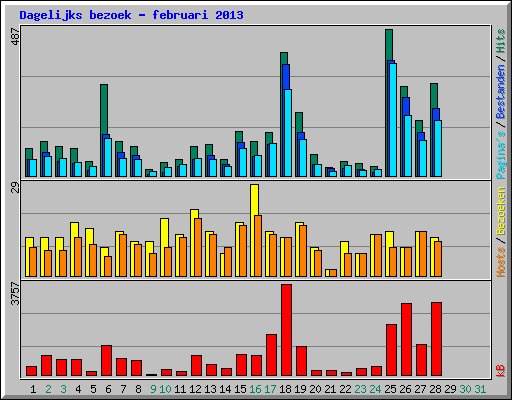 Dagelijks bezoek - februari 2013
487
29
3757
Pagina's / Bestanden / Hits
Hosts / Bezoeken
kB
1 2 3 4 5 6 7 8 9 10 11 12 13 14 15 16 17 18 19 20 21 22 23 24 25 26 27 28 29 30 31